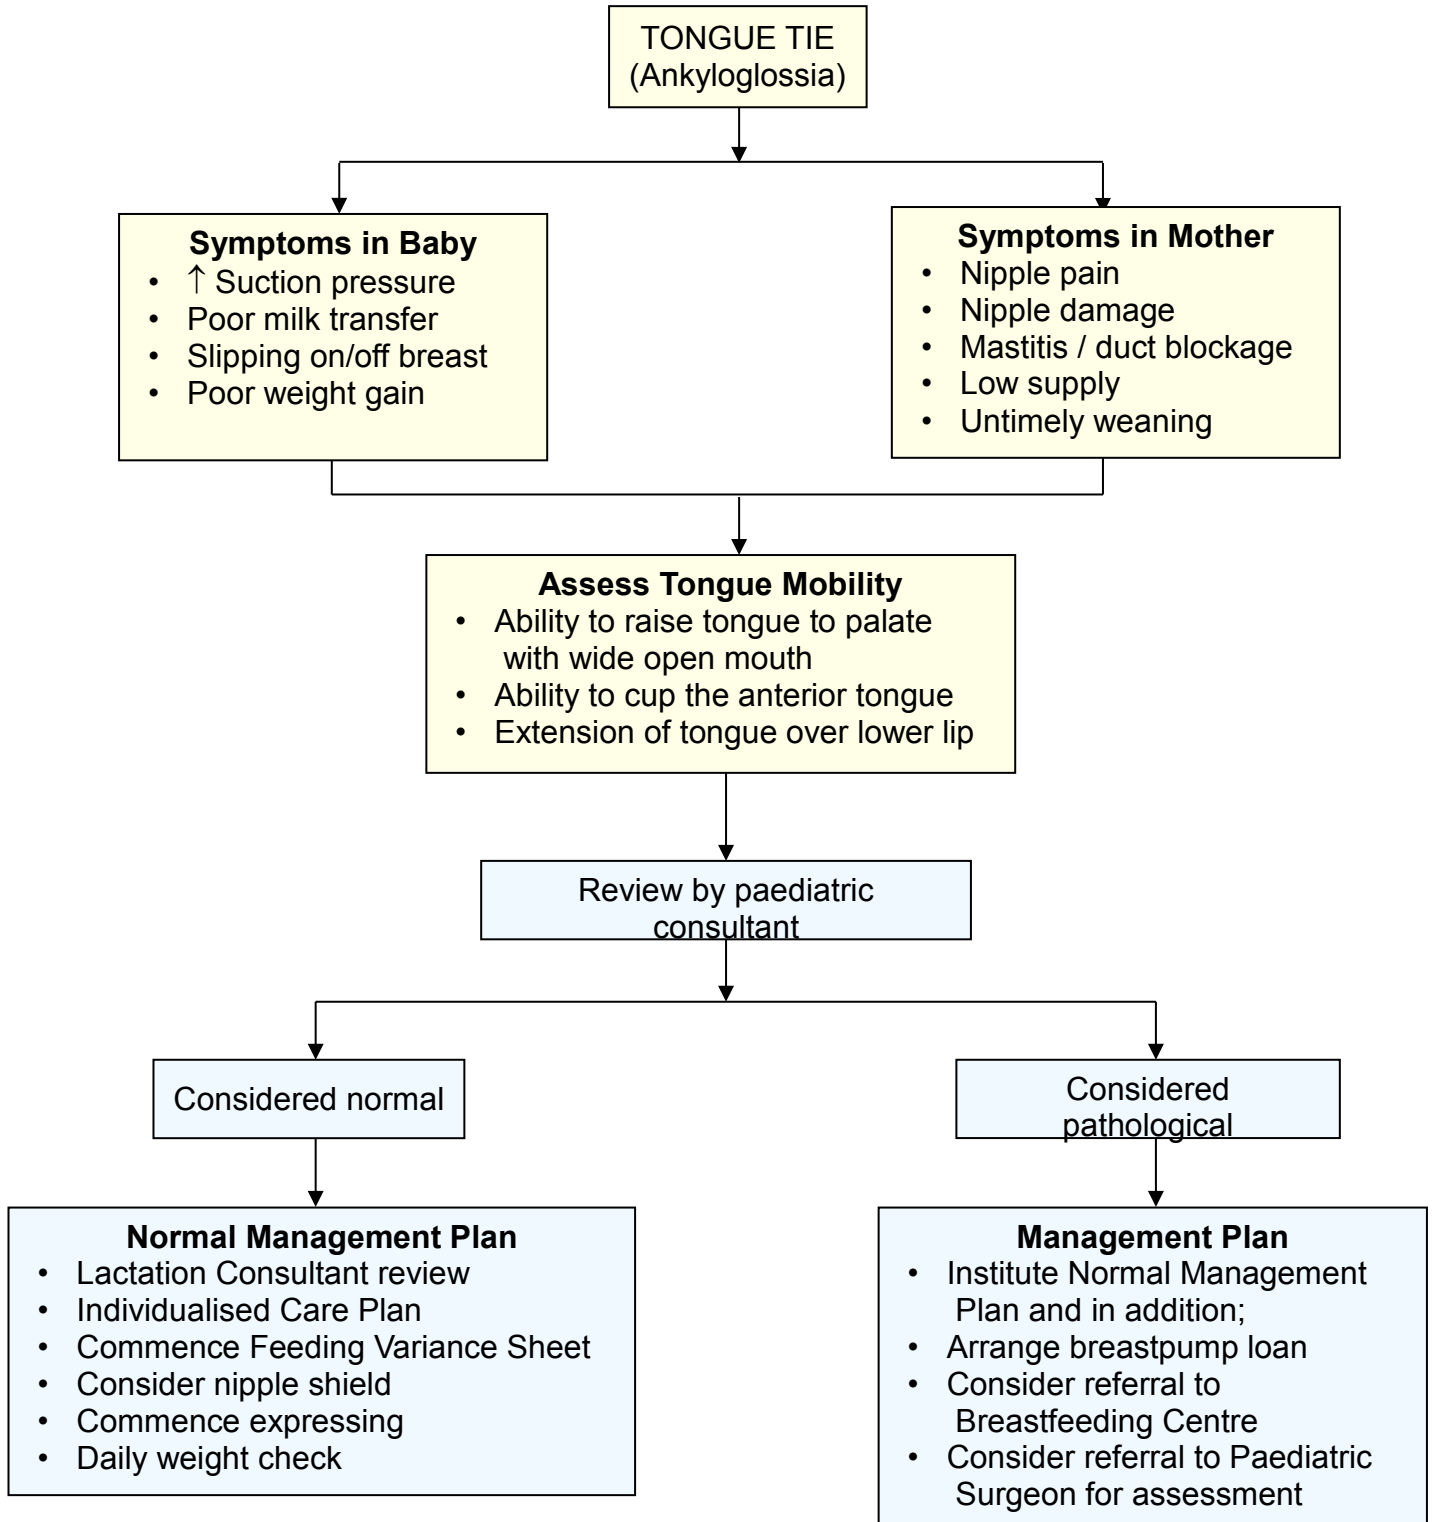 TONGUE TIE
(Ankyloglossia)
Symptoms in Baby
• ↑ Suction pressure
• Poor milk transfer
• Slipping on/off breast
• Poor weight gain
Symptoms in Mother
• Nipple pain
• Nipple damage
• Mastitis / duct blockage
• Low supply
• Untimely weaning
Assess Tongue Mobility
• Ability to raise tongue to palate
with wide open mouth
• Ability to cup the anterior tongue
• Extension of tongue over lower lip
Review by paediatric
consultant
Considered normal
Considered
pathological
Normal Management Plan
• Lactation Consultant review
• Individualised Care Plan
• Commence Feeding Variance Sheet
• Consider nipple shield
• Commence expressing
• Daily weight check
Management Plan
• Institute Normal Management
Plan and in addition;
• Arrange breastpump loan
• Consider referral to
Breastfeeding Centre
• Consider referral to Paediatric
Surgeon for assessment